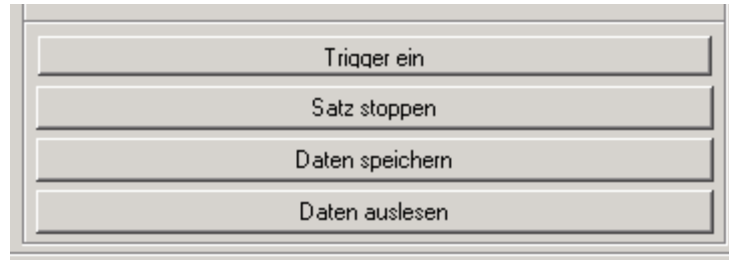 Trigger ein
Satz stoppen
Daten speichern
Daten auslesen